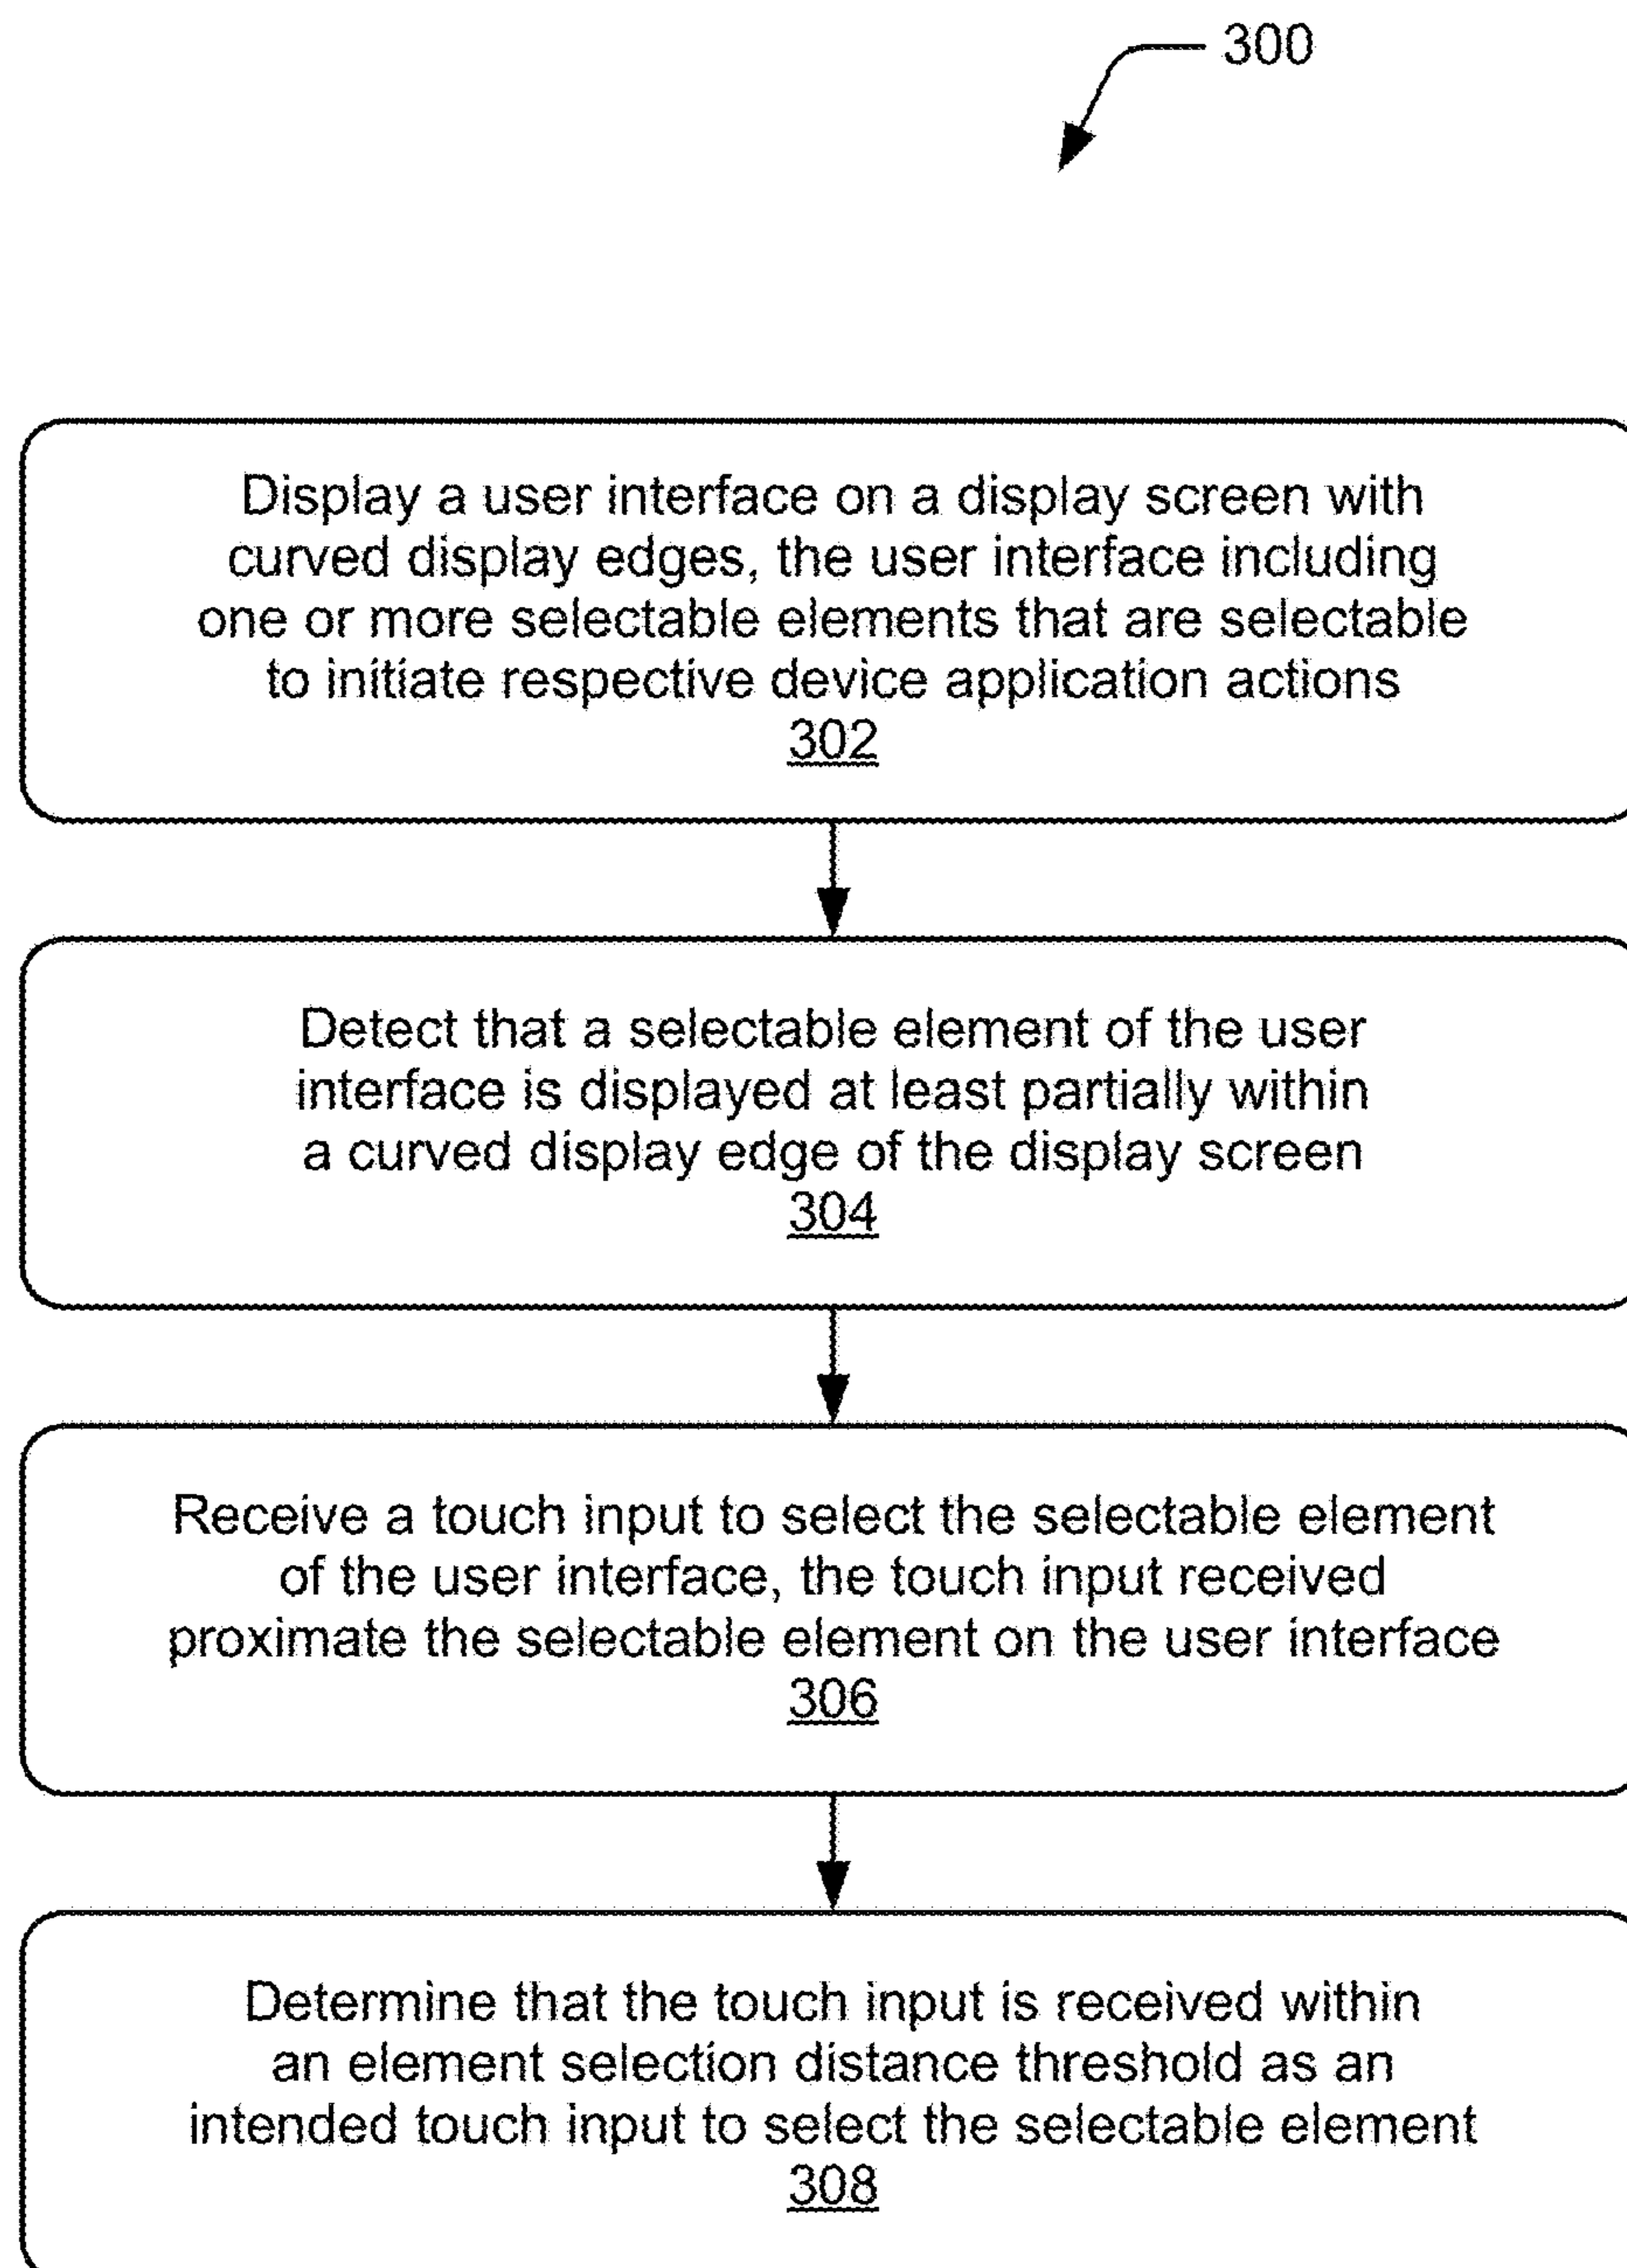 300
Display a user interface on a display screen with
curved display edges, the user interface including
one or more selectable elements that are selectable
to initiate respective device application actions
302
Detect that a selectable element of the user
interface is displayed at least partially within
a curved display edge of the display screen
304
Receive a touch input to select the selectable element
of the user interface, the touch input received
proximate the selectable element on the user interface
306
Determine that the touch input is received within
an element selection distance threshold as an
intended touch input to select the selectable element
308